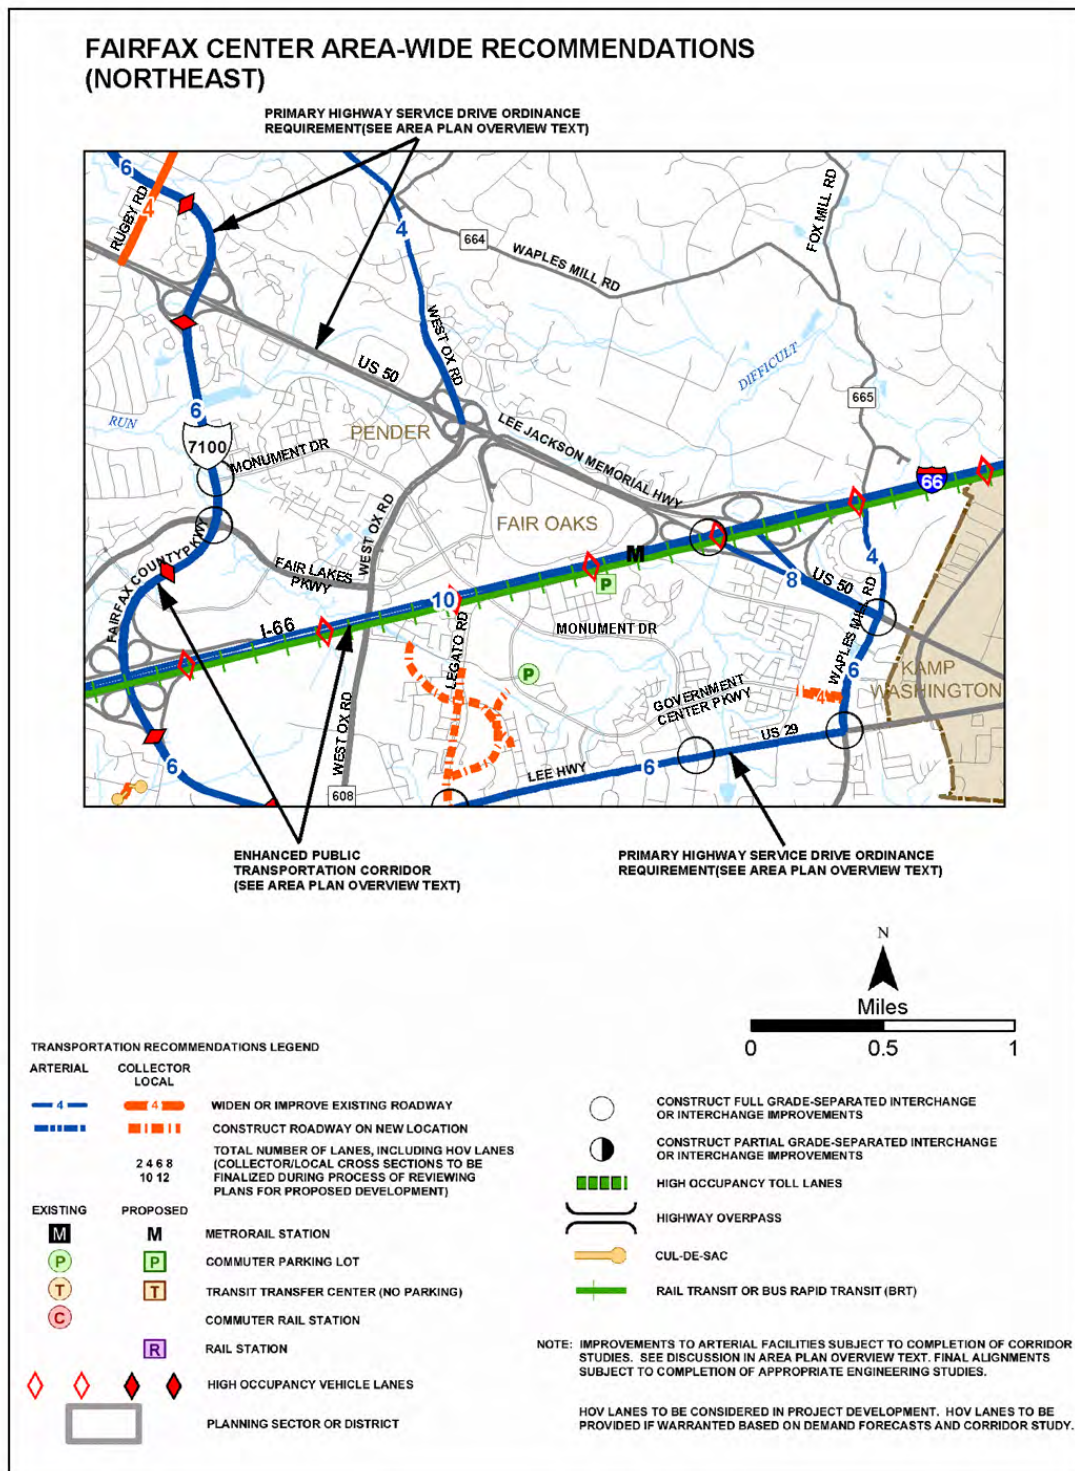 FAIRFAX CENTER AREA-WIDE RECOMMENDATIONS
(NORTHEAST)
PRIMARY HIGHWAY SERVICE DRIVE ORDINANCE
REQUIREMENT(SEE AREA PLAN OVERVIEW TEXT)
6
RUGBY RD
4
4
664
WAPLES MILL RD
FOX MILL RD
WEST OX RD
US 50
DIFFICULT
665
6
RUN
7100
PENDER
MONUMENT DR
LEE JACKSON MEMORIAL HWY
66
FAIR OAKS
WEST OX RD
M
FAIRFAX COUNTY PKWY
FAIR LAKES
PKWY
P
10
8
US 50
4
I-66
LEGATO RD
MONUMENT DR
WAPLES MILL RD
KAMP
WASHINGTON
P
GOVERNMENT
CENTER PKWY
6
4
WEST OX RD
US 29
LEE HWY
6
6
608
ENHANCED PUBLIC
TRANSPORTATION CORRIDOR
(SEE AREA PLAN OVERVIEW TEXT)
PRIMARY HIGHWAY SERVICE DRIVE ORDINANCE
REQUIREMENT(SEE AREA PLAN OVERVIEW TEXT)
N
Miles
0 0.5 1
TRANSPORTATION RECOMMENDATIONS LEGEND
ARTERIAL COLLECTOR
LOCAL
4 4 WIDEN OR IMPROVE EXISTING ROADWAY
CONSTRUCT ROADWAY ON NEW LOCATION
2 4 6 8
10 12
TOTAL NUMBER OF LANES, INCLUDING HOV LANES
(COLLECTOR/LOCAL CROSS SECTIONS TO BE
FINALIZED DURING PROCESS OF REVIEWING
PLANS FOR PROPOSED DEVELOPMENT)
EXISTING PROPOSED
M M METRORAIL STATION
P P COMMUTER PARKING LOT
T T TRANSIT TRANSFER CENTER (NO PARKING)
C COMMUTER RAIL STATION
R RAIL STATION
HIGH OCCUPANCY VEHICLE LANES
PLANNING SECTOR OR DISTRICT
CONSTRUCT FULL GRADE-SEPARATED INTERCHANGE
OR INTERCHANGE IMPROVEMENTS
CONSTRUCT PARTIAL GRADE-SEPARATED INTERCHANGE
OR INTERCHANGE IMPROVEMENTS
HIGH OCCUPANCY TOLL LANES
HIGHWAY OVERPASS
CUL-DE-SAC
RAIL TRANSIT OR BUS RAPID TRANSIT (BRT)
NOTE: IMPROVEMENTS TO ARTERIAL FACILITIES SUBJECT TO COMPLETION OF CORRIDOR
STUDIES. SEE DISCUSSION IN AREA PLAN OVERVIEW TEXT. FINAL ALIGNMENTS
SUBJECT TO COMPLETION OF APPROPRIATE ENGINEERING STUDIES.
HOV LANES TO BE CONSIDERED IN PROJECT DEVELOPMENT. HOV LANES TO BE
PROVIDED IF WARRANTED BASED ON DEMAND FORECASTS AND CORRIDOR STUDY.